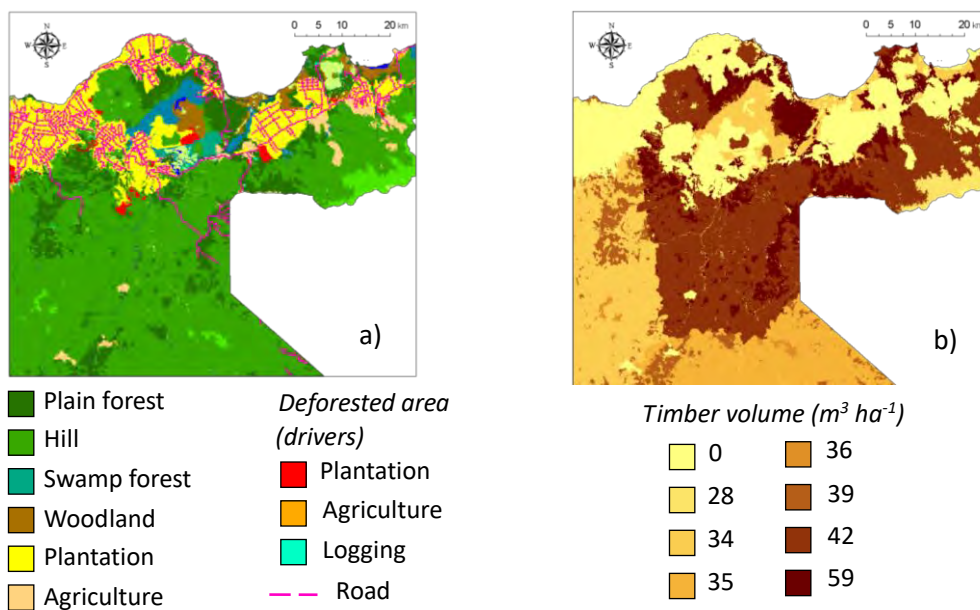 N
W E
S
0 5 10 20 km
a)
N
W E
S
0 5 10 20 km
b)
Plain forest
Hill
Swamp forest
Woodland
Plantation
Agriculture
Deforested area
(drivers)
Plantation
Agriculture
Logging
Road
Timber volume (m³ ha⁻¹)
0
28
34
35
36
39
42
59